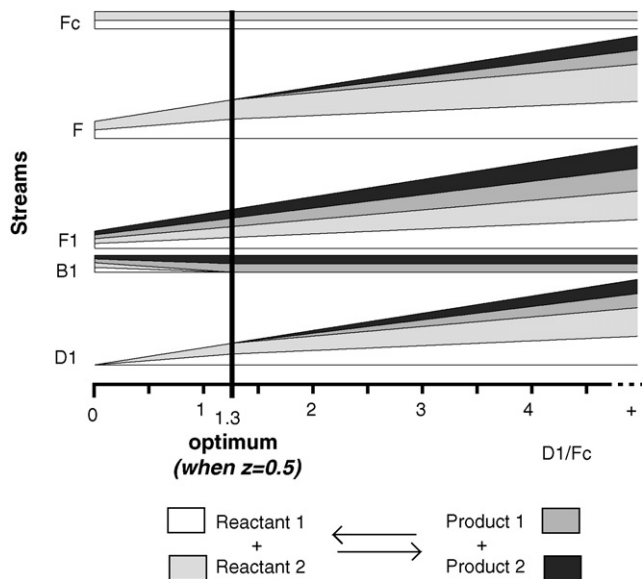 Fc
F
F1
B1
D1
Streams
0
1
1.3
2
3
4
+
optimum
(when z=0.5)
D1/Fc
Reactant 1
+
Reactant 2
Product 1
+
Product 2